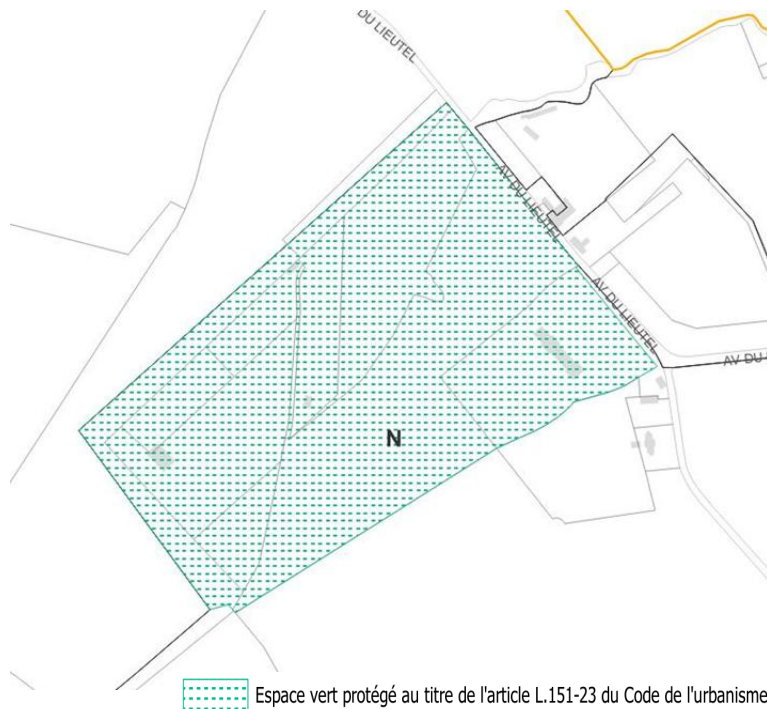 DU LIEUTEL
AV DU LIEUTEL
AV DU LIEUTEL
AV DU
N
Espace vert protégé au titre de l'article L.151-23 du Code de l'urbanisme